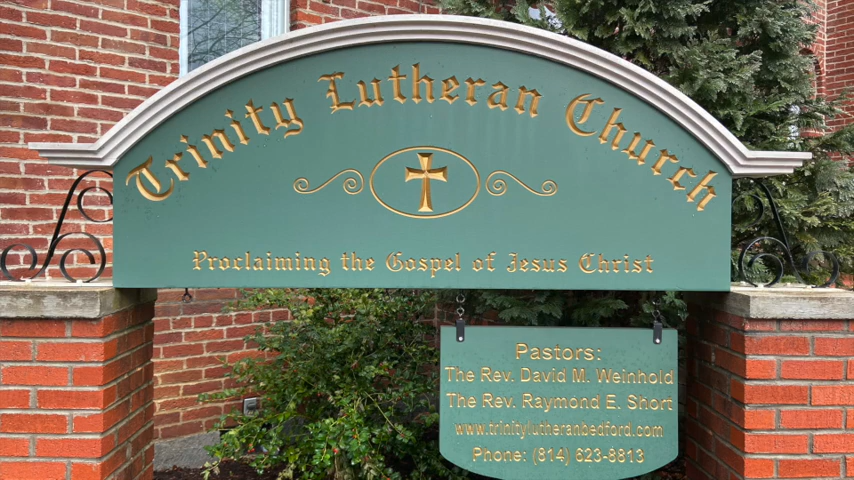 Trinity Lutheran Church
Proclaiming the Gospel of Jesus Christ
Pastors:
The Rev. David M. Weinhold
The Rev. Raymond E. Short
www.trinitylutheranbedford.com
Phone: (814) 623-8813